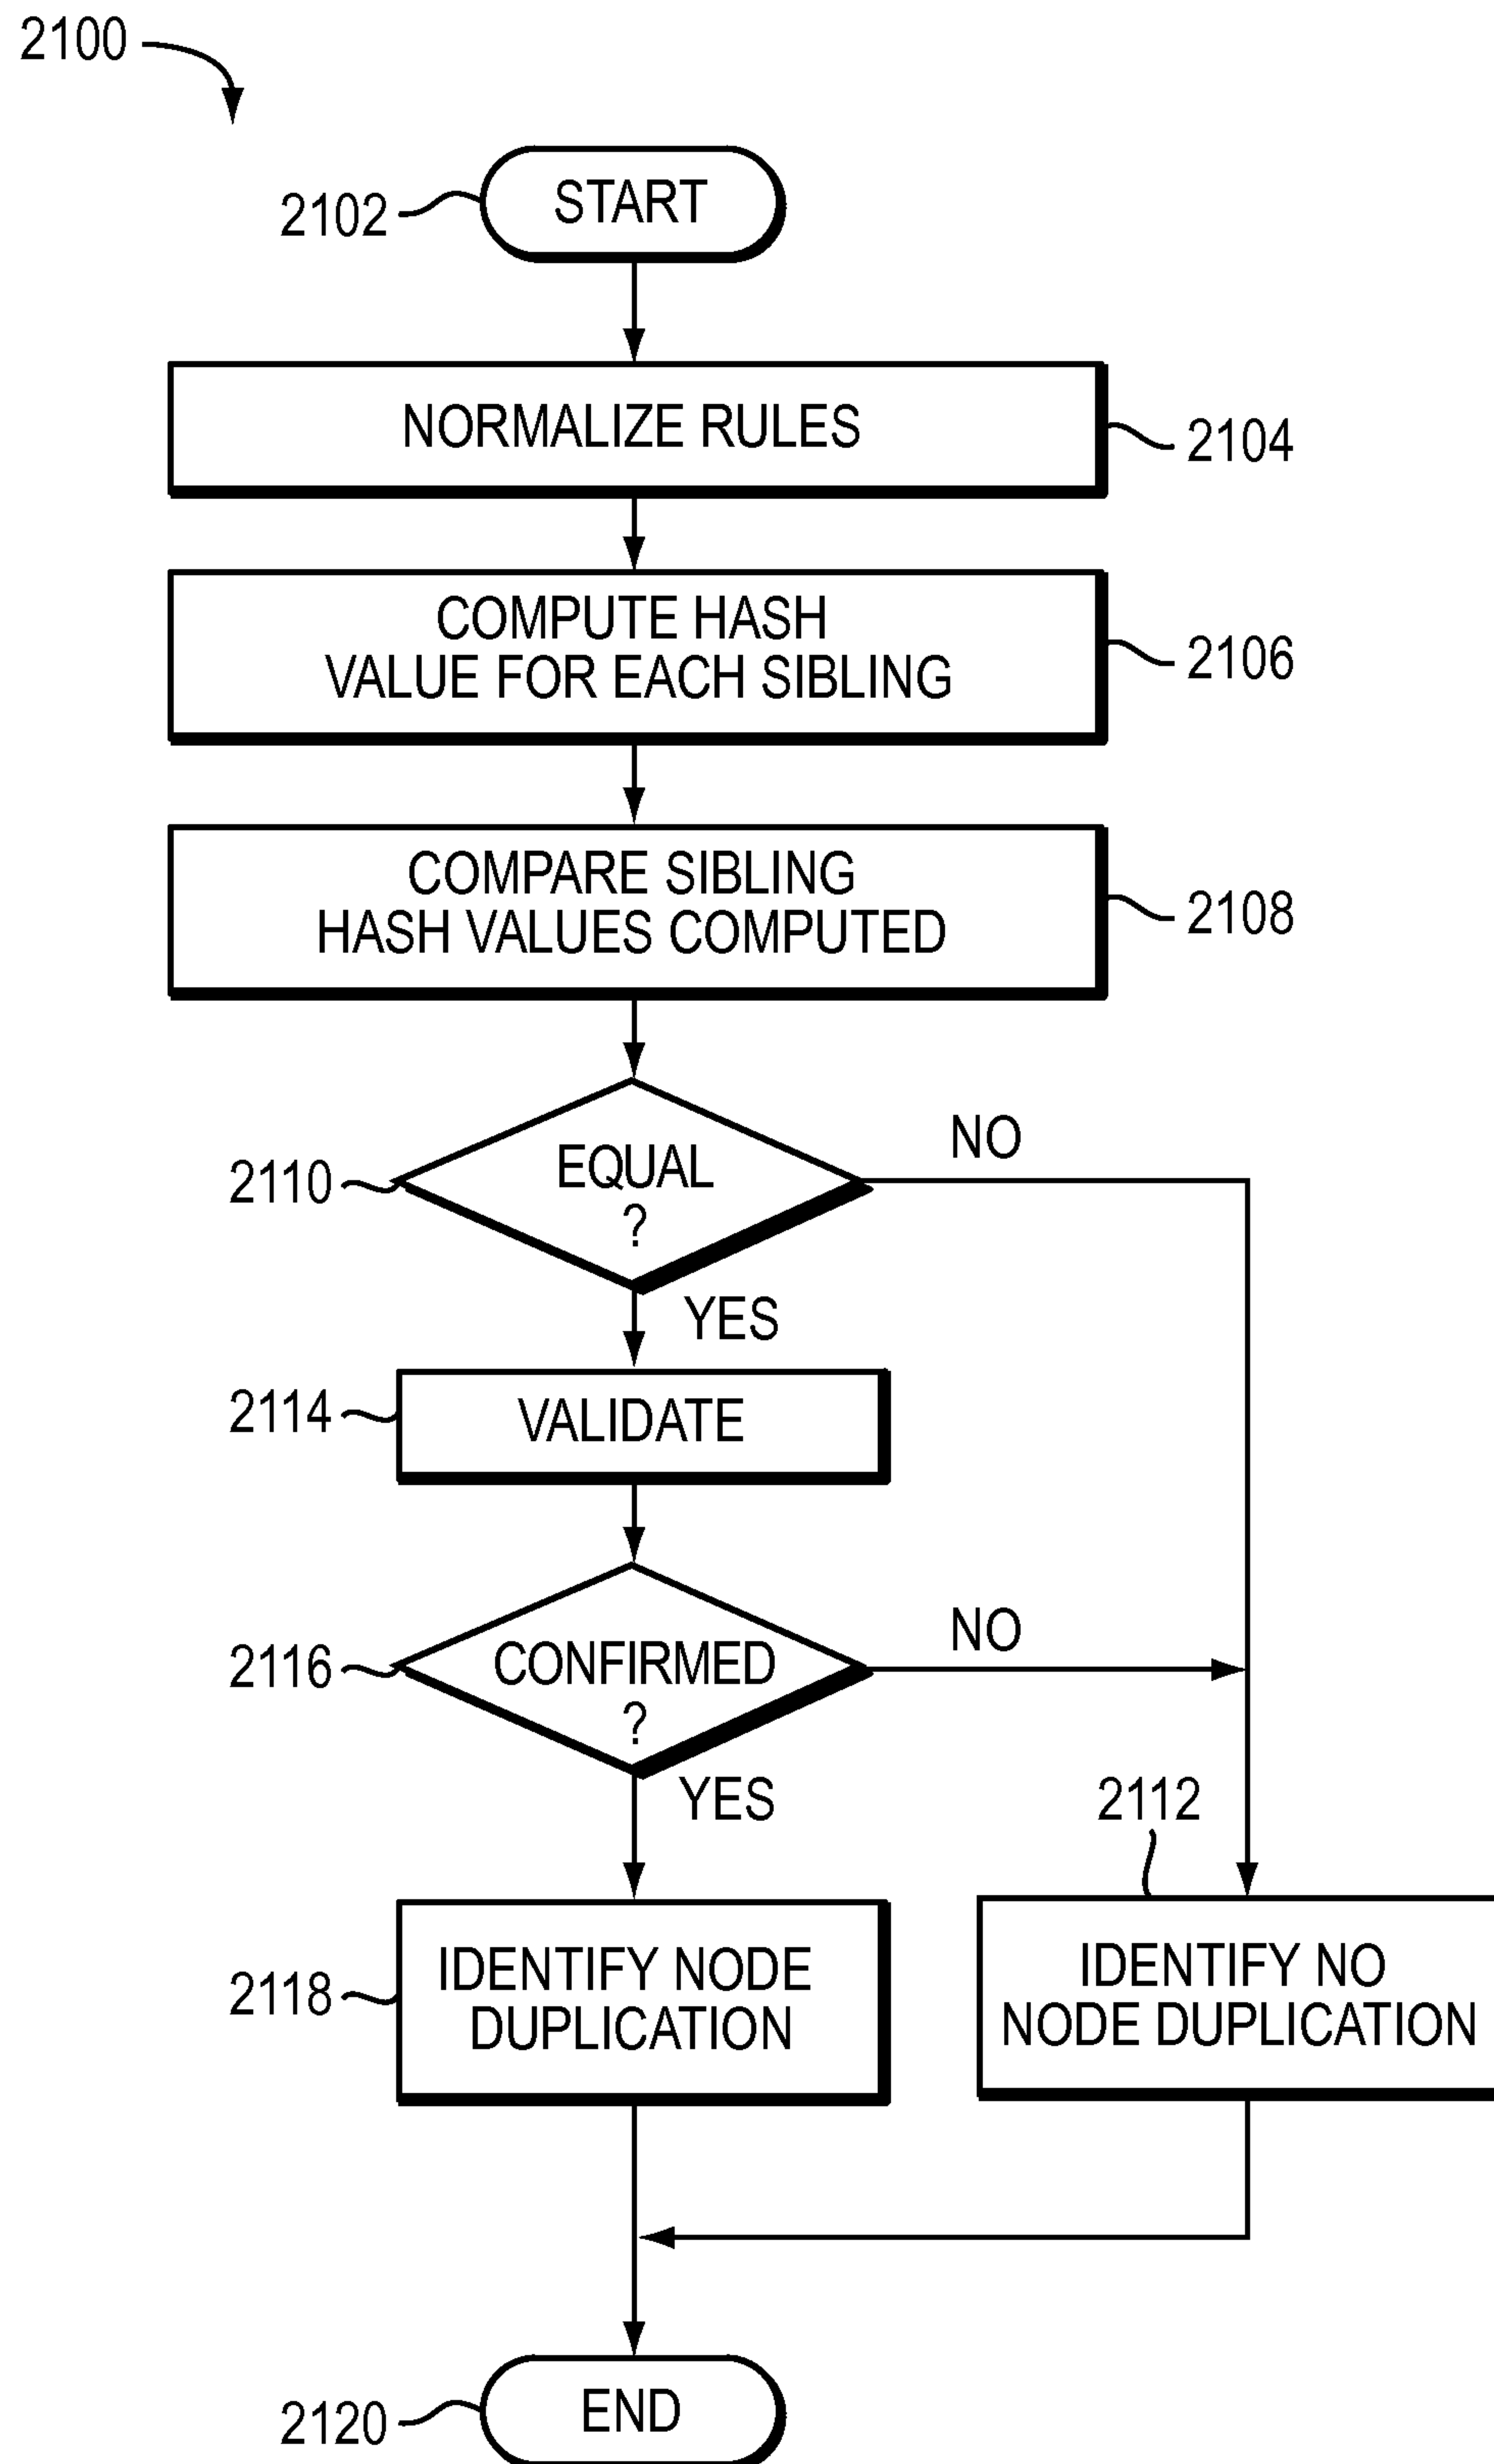 2100
2102
START
NORMALIZE RULES
2104
COMPUTE HASH
VALUE FOR EACH SIBLING
2106
COMPARE SIBLING
HASH VALUES COMPUTED
2108
2110
EQUAL
?
NO
YES
2114
VALIDATE
2116
CONFIRMED
?
NO
YES
2112
2118
IDENTIFY NODE
DUPLICATION
IDENTIFY NO
NODE DUPLICATION
2120
END